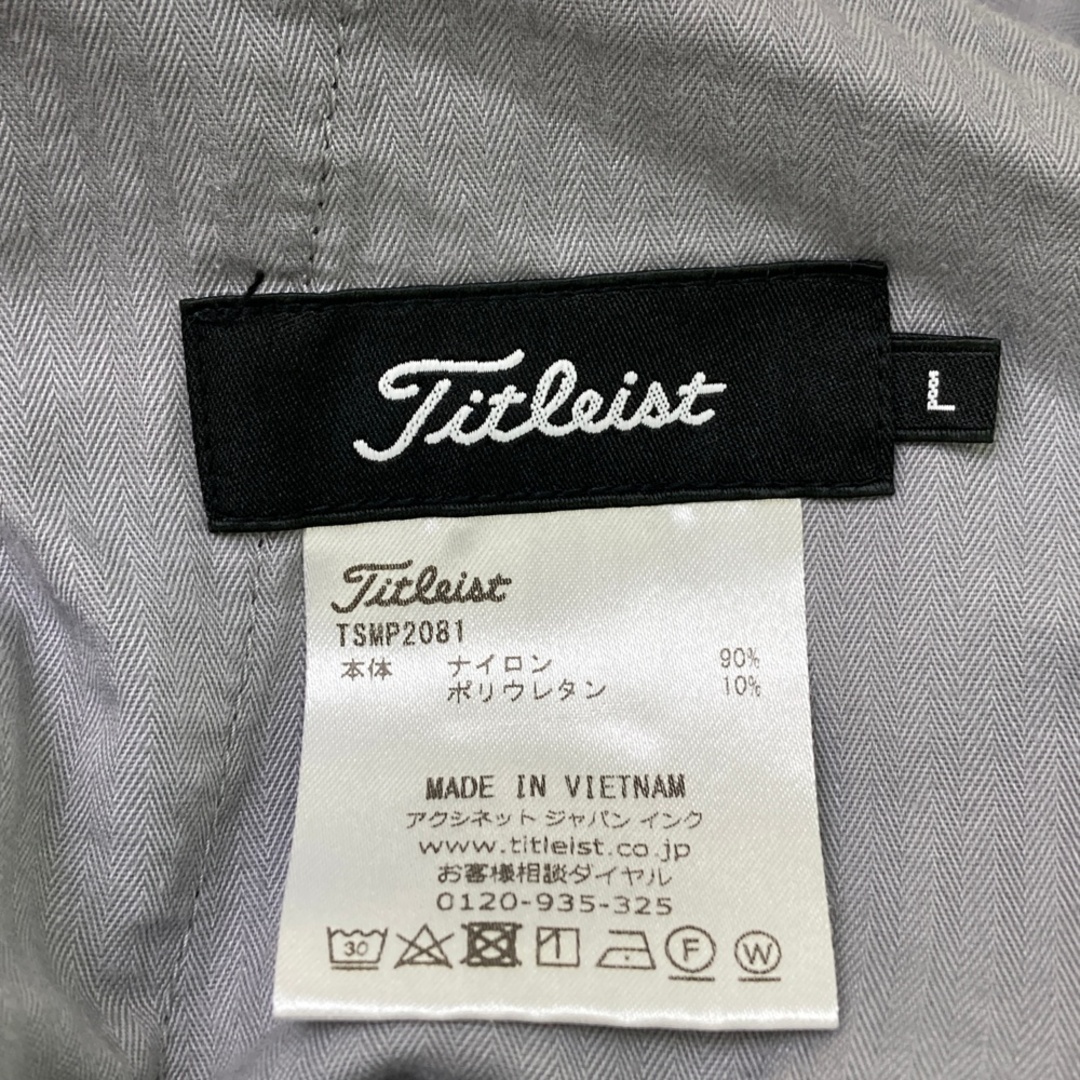 Titleist
L
Titleist
TSMP2081
本体 ナイロン 90%
ポリウレタン 10%
MADE IN VIETNAM
アクシネット ジャパン インク
www.titleist.co.jp
お客様相談ダイヤル
0120-935-325
30 F W